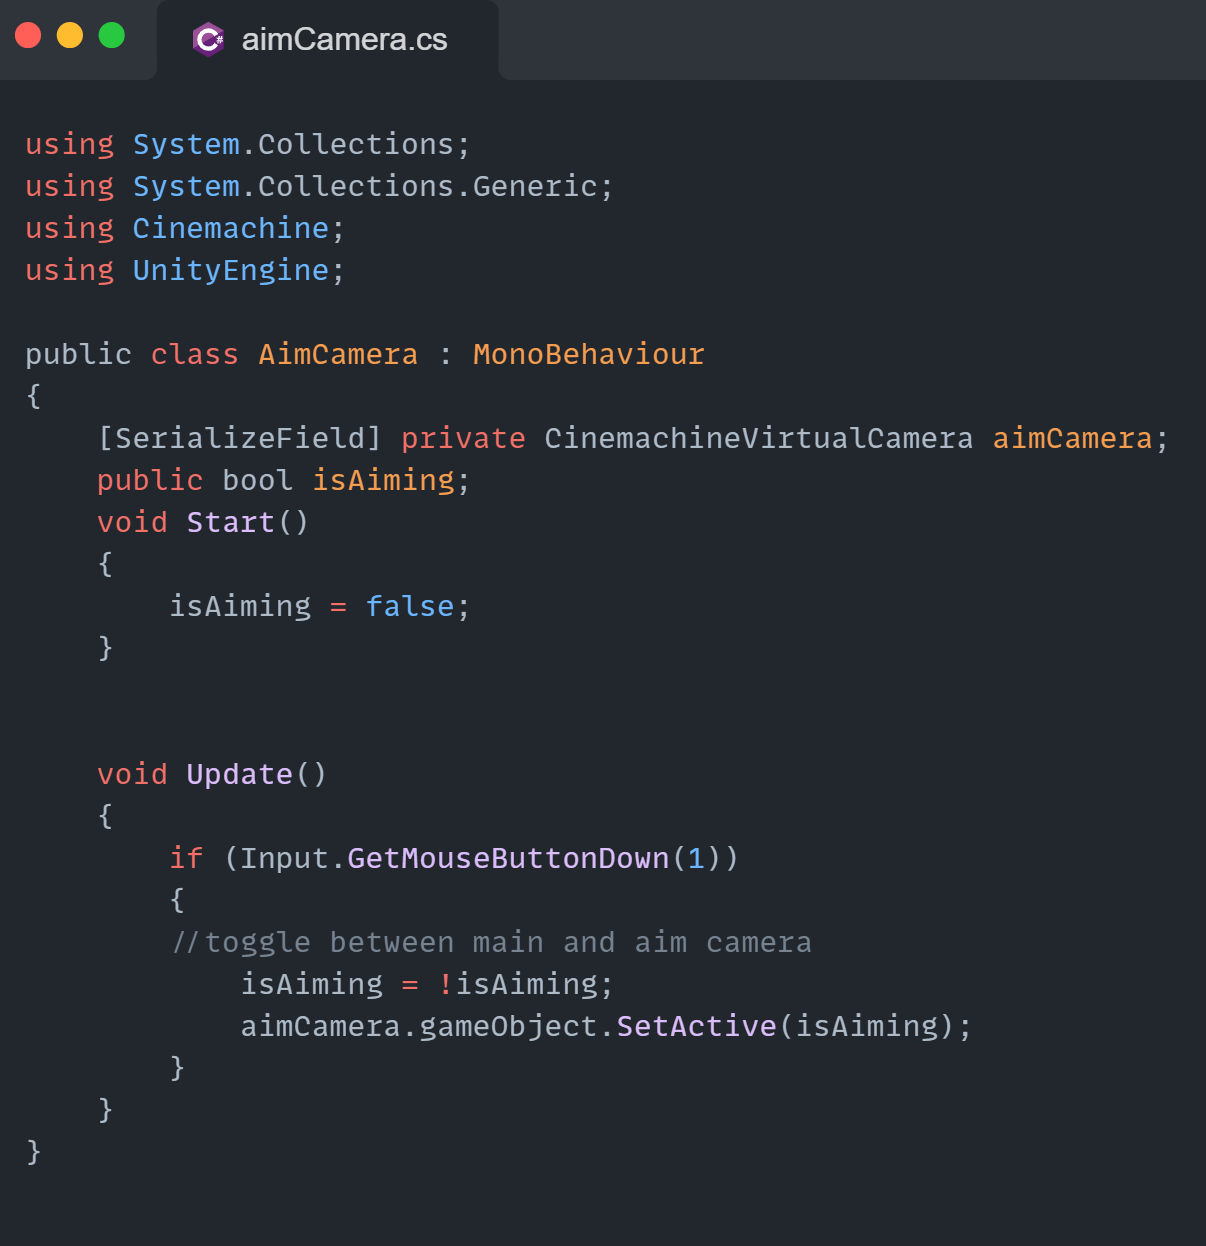 aimCamera.cs
using System.Collections;
using System.Collections.Generic;
using Cinemachine;
using UnityEngine;
public class AimCamera : MonoBehaviour
{
    [SerializeField] private CinemachineVirtualCamera aimCamera;
    public bool isAiming;
    void Start()
    {
        isAiming = false;
    }
    void Update()
    {
        if (Input.GetMouseButtonDown(1))
        {
        //toggle between main and aim camera
            isAiming = !isAiming;
            aimCamera.gameObject.SetActive(isAiming);
        }
    }
}